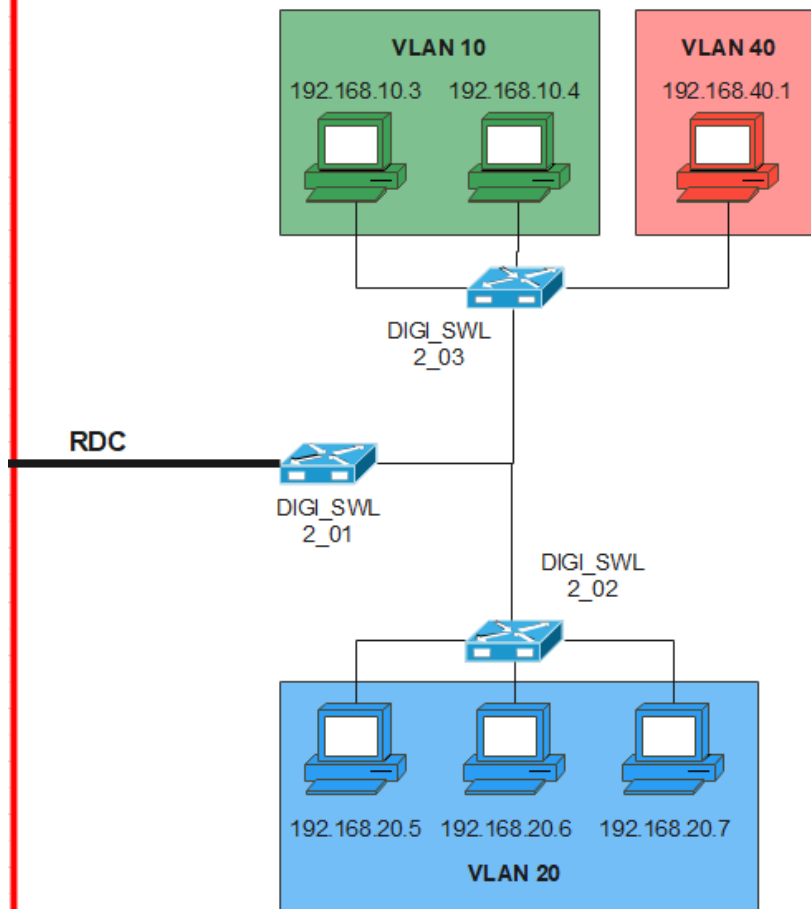 VLAN 10
VLAN 40
192.168.10.3
192.168.10.4
192.168.40.1
DIGI_SWL
2_03
RDC
DIGI_SWL
2_01
DIGI_SWL
2_02
192.168.20.5
192.168.20.6
192.168.20.7
VLAN 20